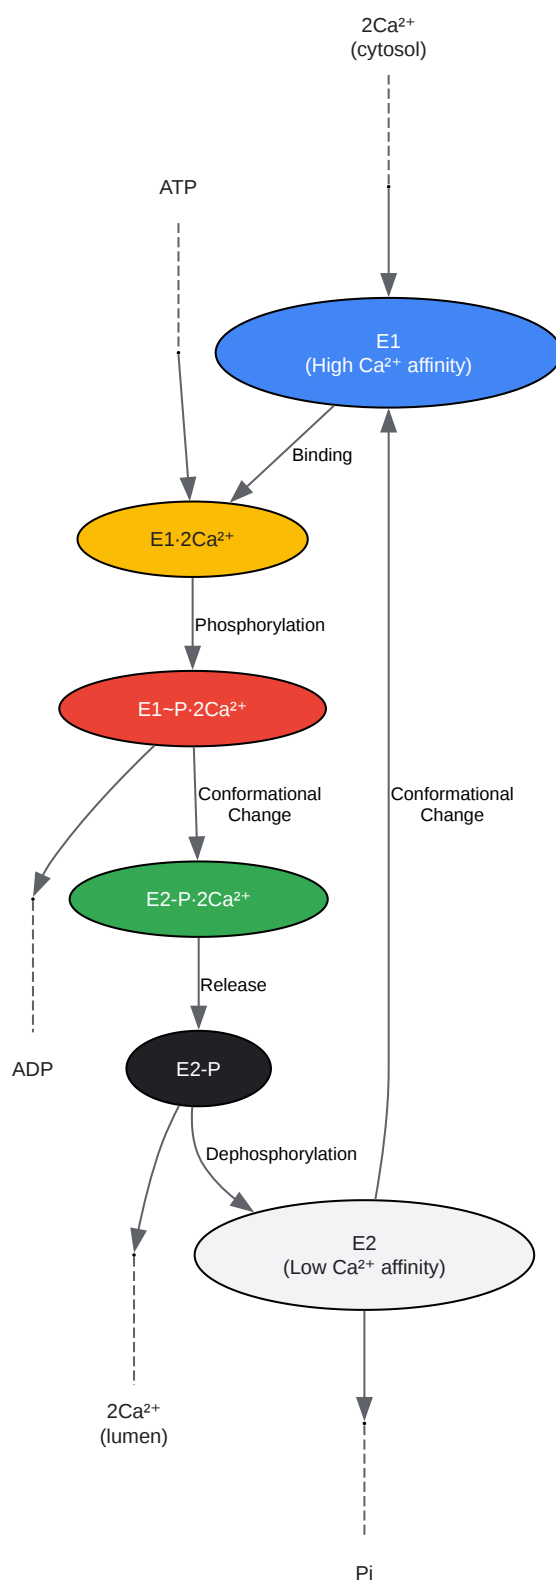 2Ca²⁺
(cytosol)
ATP
E1
(High Ca²⁺ affinity)
Binding
E1·2Ca²⁺
Phosphorylation
E1~P·2Ca²⁺
Conformational
Change
Conformational
Change
E2-P·2Ca²⁺
Release
ADP
E2-P
Dephosphorylation
E2
(Low Ca²⁺ affinity)
2Ca²⁺
(lumen)
Pi